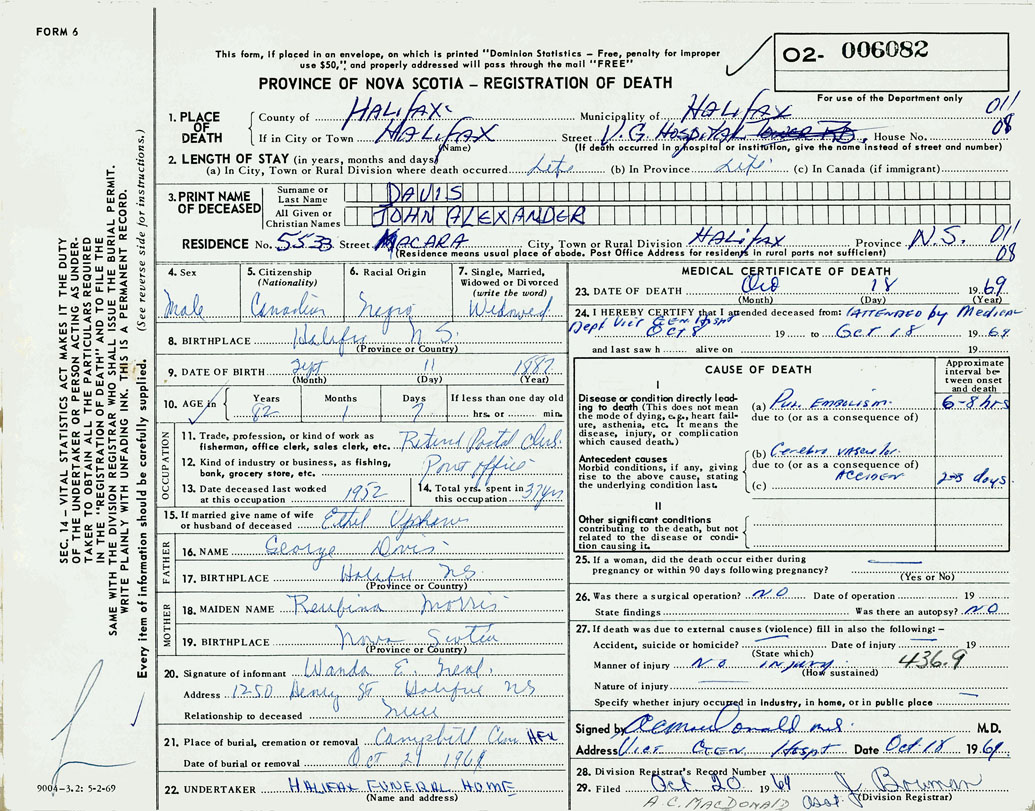 FORM 6
This form, if placed in an envelope, on which is printed "Dominion Statistics – Free, penalty for improper
use $50,", and properly addressed will pass through the mail "FREE"
02- 006082
For use of the Department only
PROVINCE OF NOVA SCOTIA – REGISTRATION OF DEATH
1. PLACE OF DEATH
County of HALIFAX Municipality of HALIFAX 011
If in City or Town HALIFAX Street V.G. HOSPITAL, House No. 08
(Name) (If death occurred in a hospital or institution, give the name instead of street and number)
2. LENGTH OF STAY (in years, months and days)
(a) In City, Town or Rural Division where death occurred Life (b) In Province Life (c) In Canada (if immigrant)
3. PRINT NAME OF DECEASED
Surname or Last Name DAVIS
All Given or Christian Names JOHN ALEXANDER
RESIDENCE No. 5533 Street MACARA City, Town or Rural Division HALIFAX Province N.S. 011
(Residence means usual place of abode. Post Office Address for residents in rural parts not sufficient) 08
4. Sex Male
5. Citizenship (Nationality) Canadian
6. Racial Origin Negro
7. Single, Married, Widowed or Divorced (write the word) Widowed
8. BIRTHPLACE Halifax N.S.
(Province or Country)
9. DATE OF BIRTH Sept 11 1887
(Month) (Day) (Year)
10. AGE in Years 82 Months 1 Days 7 If less than one day old hrs. or min.
OCCUPATION
11. Trade, profession, or kind of work as fisherman, office clerk, sales clerk, etc. Retired Postal Clerk
12. Kind of industry or business, as fishing, bank, grocery store, etc. Post office
13. Date deceased last worked at this occupation 1952
14. Total yrs. spent in this occupation 37 yrs
15. If married give name of wife or husband of deceased Ethel Upshaw
FATHER
16. NAME George Davis
17. BIRTHPLACE Halifax N.S.
(Province or Country)
MOTHER
18. MAIDEN NAME Reubina Morris
19. BIRTHPLACE Nova Scotia
(Province or Country)
20. Signature of informant Wanda E.
Address 1250 St Halifax NS
Relationship to deceased Niece
21. Place of burial, cremation or removal HFX
Date of burial or removal Oct 21 1969
22. UNDERTAKER HALIFAX FUNERAL HOME
(Name and address)
MEDICAL CERTIFICATE OF DEATH
23. DATE OF DEATH Oct 18 1969
(Month) (Day) (Year)
24. I HEREBY CERTIFY that I attended deceased from: (ATTENDED by Medical
Dept Vict GEN Hospt
Oct 8 19 to Oct 18 1969
and last saw h alive on 19
CAUSE OF DEATH
Approximate interval between onset and death
I
Disease or condition directly leading to death (This does not mean the mode of dying, e.g., heart failure, asthenia, etc. It means the disease, injury, or complication which caused death.)
(a) Pul. EMBOLISM. 6-8 hrs
due to (or as a consequence of)
Antecedent causes
Morbid conditions, if any, giving rise to the above cause, stating the underlying condition last.
(b) Cerebro vascular
due to (or as a consequence of)
(c) ACCIDENT days
II
Other significant conditions
contributing to the death, but not related to the disease or condition causing it.
25. If a woman, did the death occur either during pregnancy or within 90 days following pregnancy?
(Yes or No)
26. Was there a surgical operation? NO Date of operation 19
State findings Was there an autopsy? NO
27. If death was due to external causes (violence) fill in also the following: –
Accident, suicide or homicide? Date of injury 19
(State which)
Manner of injury No injury 436.9
(How sustained)
Nature of injury
Specify whether injury occurred in Industry, in home, or in public place
Signed by M.D.
Address Vict GEN Hospt Date Oct. 18 1969
28. Division Registrar's Record Number
29. Filed Oct 20 1969 J. Bowman
A.C. MACDONALD asst. (Division Registrar)
SEC. 14 – VITAL STATISTICS ACT MAKES IT THE DUTY
OF THE UNDERTAKER OR PERSON ACTING AS UNDER-
TAKER TO OBTAIN ALL THE PARTICULARS REQUIRED
IN THE "REGISTRATION OF DEATH" AND TO FILE THE
SAME WITH THE DIVISION REGISTRAR WHO SHALL ISSUE THE BURIAL PERMIT.
WRITE PLAINLY WITH UNFADING INK. THIS IS A PERMANENT RECORD.
Every item of information should be carefully supplied. (See reverse side for instructions.)
9004-3.2: 5-2-69